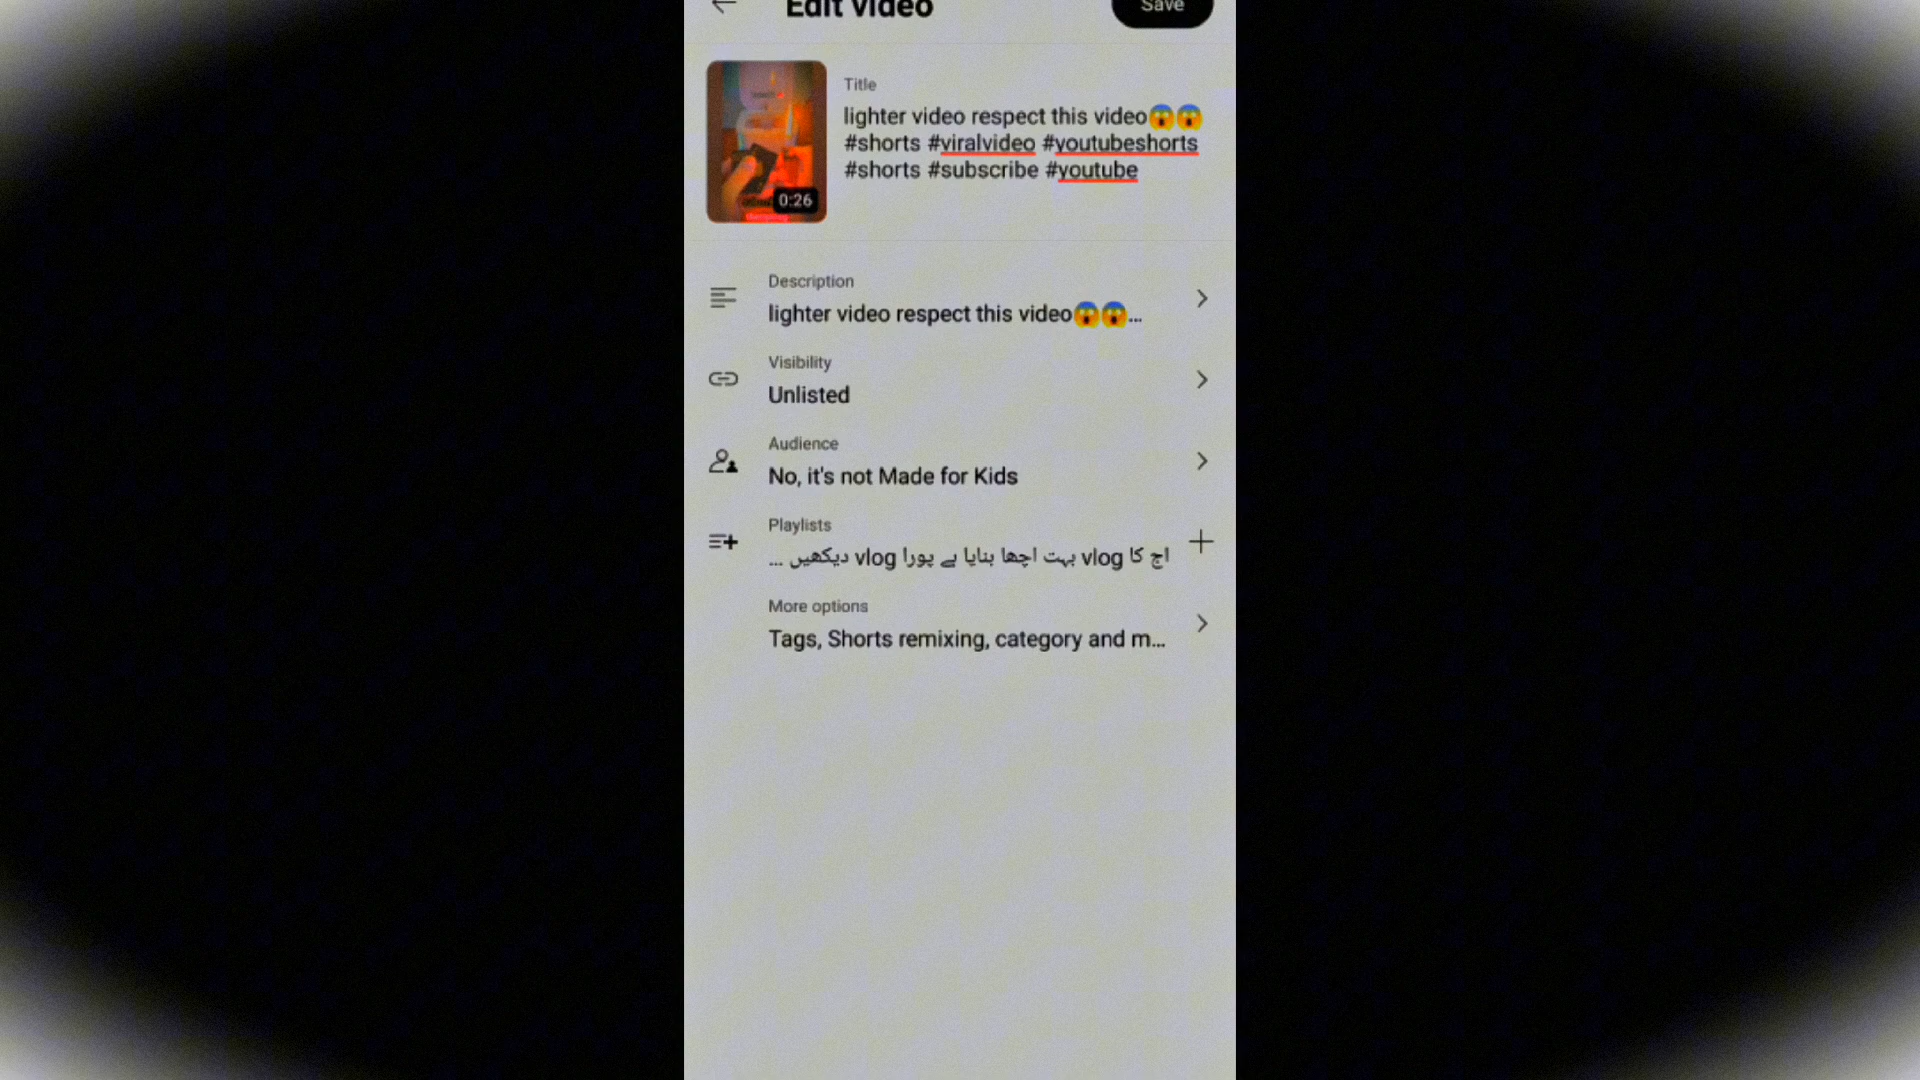 Edit video
Save
Title
lighter video respect this video😱😱
#shorts #viralvideo #youtubeshorts
#shorts #subscribe #youtube
0:26
Description
lighter video respect this video😱😱...
Visibility
Unlisted
Audience
No, it's not Made for Kids
Playlists
اج کا vlog بہت اچھا بنایا ہے پورا vlog دیکھیں ...
More options
Tags, Shorts remixing, category and m...